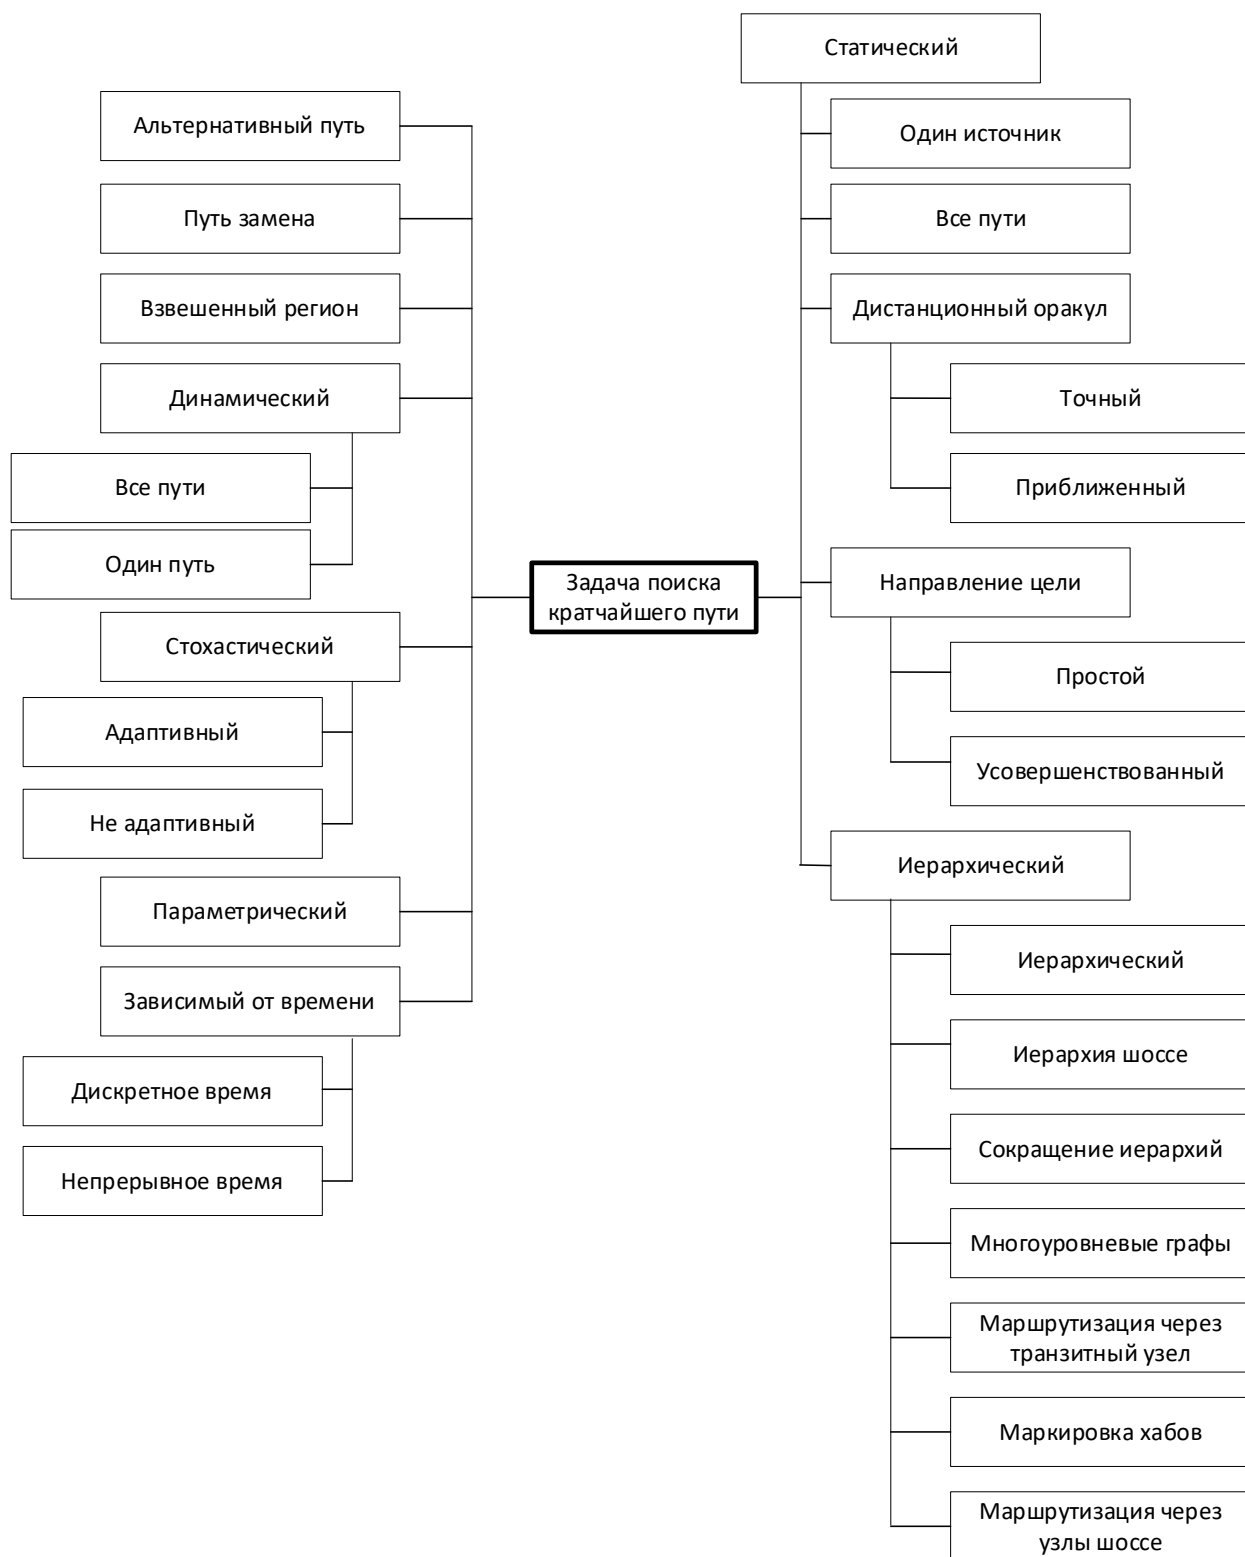 Статический
Один источник
Все пути
Дистанционный оракул
Точный
Приближенный
Направление цели
Простой
Усовершенствованный
Иерархический
Иерархический
Иерархия шоссе
Сокращение иерархий
Многоуровневые графы
Маршрутизация через
транзитный узел
Маркировка хабов
Маршрутизация через
узлы шоссе
Задача поиска
кратчайшего пути
Альтернативный путь
Путь замена
Взвешенный регион
Динамический
Все пути
Один путь
Стохастический
Адаптивный
Не адаптивный
Параметрический
Зависимый от времени
Дискретное время
Непрерывное время